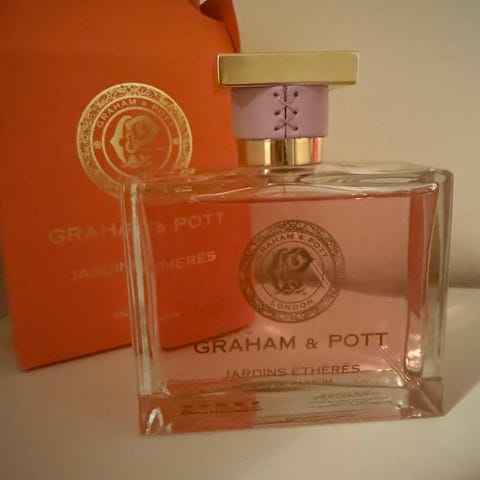 GRAHAM & POTT
GRAHAM & POTT
JARDINS ÉTHÉRÉS
GRAHAM & POTT
LONDON
GRAHAM & POTT
JARDINS ÉTHÉRÉS
EAU DE PARFUM